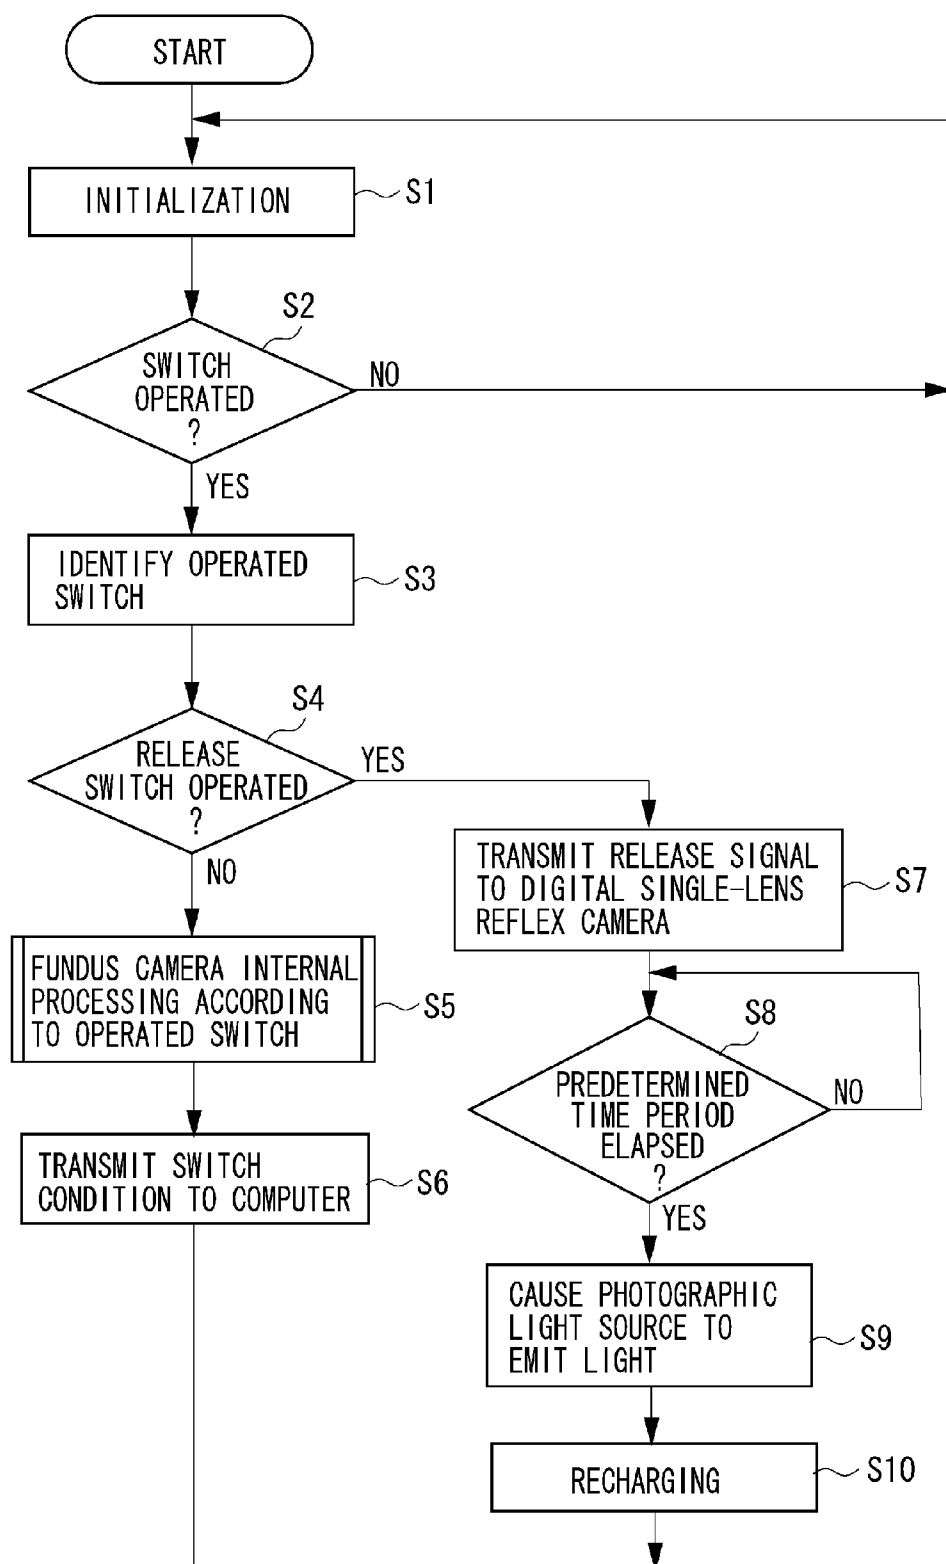 START
INITIALIZATION
S1
S2
SWITCH
OPERATED
?
NO
YES
IDENTIFY OPERATED
SWITCH
S3
S4
RELEASE
SWITCH OPERATED
?
YES
NO
FUNDUS CAMERA INTERNAL
PROCESSING ACCORDING
TO OPERATED SWITCH
S5
TRANSMIT SWITCH
CONDITION TO COMPUTER
S6
TRANSMIT RELEASE SIGNAL
TO DIGITAL SINGLE-LENS
REFLEX CAMERA
S7
S8
PREDETERMINED
TIME PERIOD
ELAPSED
?
NO
YES
CAUSE PHOTOGRAPHIC
LIGHT SOURCE TO
EMIT LIGHT
S9
RECHARGING
S10